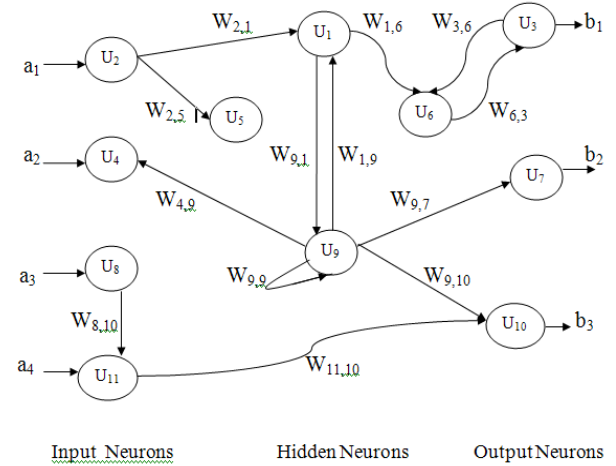 W2,1
W1,6
W3,6
U3
b1
U1
a1
U2
U6
W6,3
W2,5
U5
a2
U4
W9,1
W1,9
b2
U7
W4,9
W9,7
U9
a3
U8
W9,9
W9,10
W8,10
U10
b3
a4
U11
W11,10
Input Neurons
Hidden Neurons
Output Neurons